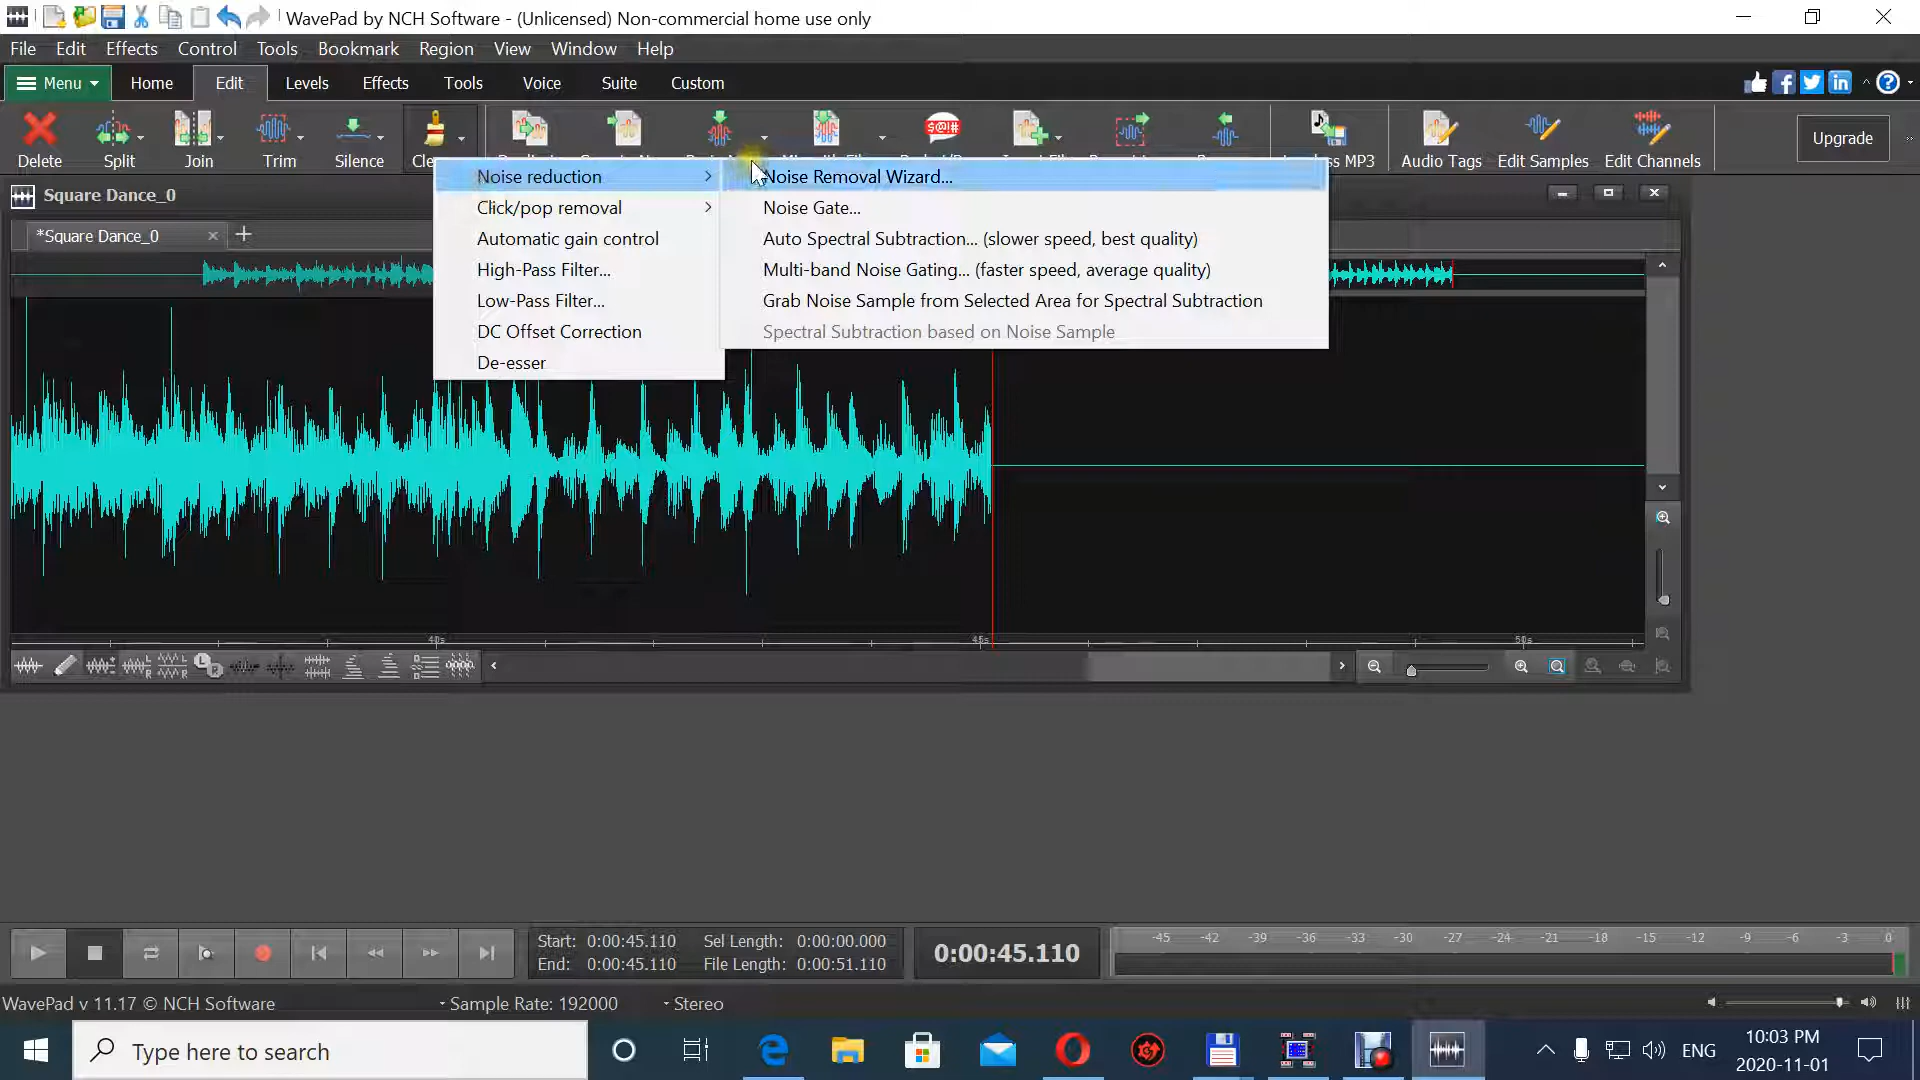 WavePad by NCH Software - (Unlicensed) Non-commercial home use only
File Edit Effects Control Tools Bookmark Region View Window Help
Menu Home Edit Levels Effects Tools Voice Suite Custom
Delete Split Join Trim Silence MP3 Audio Tags Edit Samples Edit Channels Upgrade
Noise reduction
Click/pop removal
Automatic gain control
High-Pass Filter...
Low-Pass Filter...
DC Offset Correction
De-esser
Noise Removal Wizard...
Noise Gate...
Auto Spectral Subtraction... (slower speed, best quality)
Multi-band Noise Gating... (faster speed, average quality)
Grab Noise Sample from Selected Area for Spectral Subtraction
Spectral Subtraction based on Noise Sample
Square Dance_0
*Square Dance_0
40s 45s 50s
Start: 0:00:45.110 Sel Length: 0:00:00.000
End: 0:00:45.110 File Length: 0:00:51.110
0:00:45.110
-45 -42 -39 -36 -33 -30 -27 -24 -21 -18 -15 -12 -9 -6 -3 0
WavePad v 11.17 © NCH Software Sample Rate: 192000 Stereo
Type here to search
ENG
10:03 PM
2020-11-01